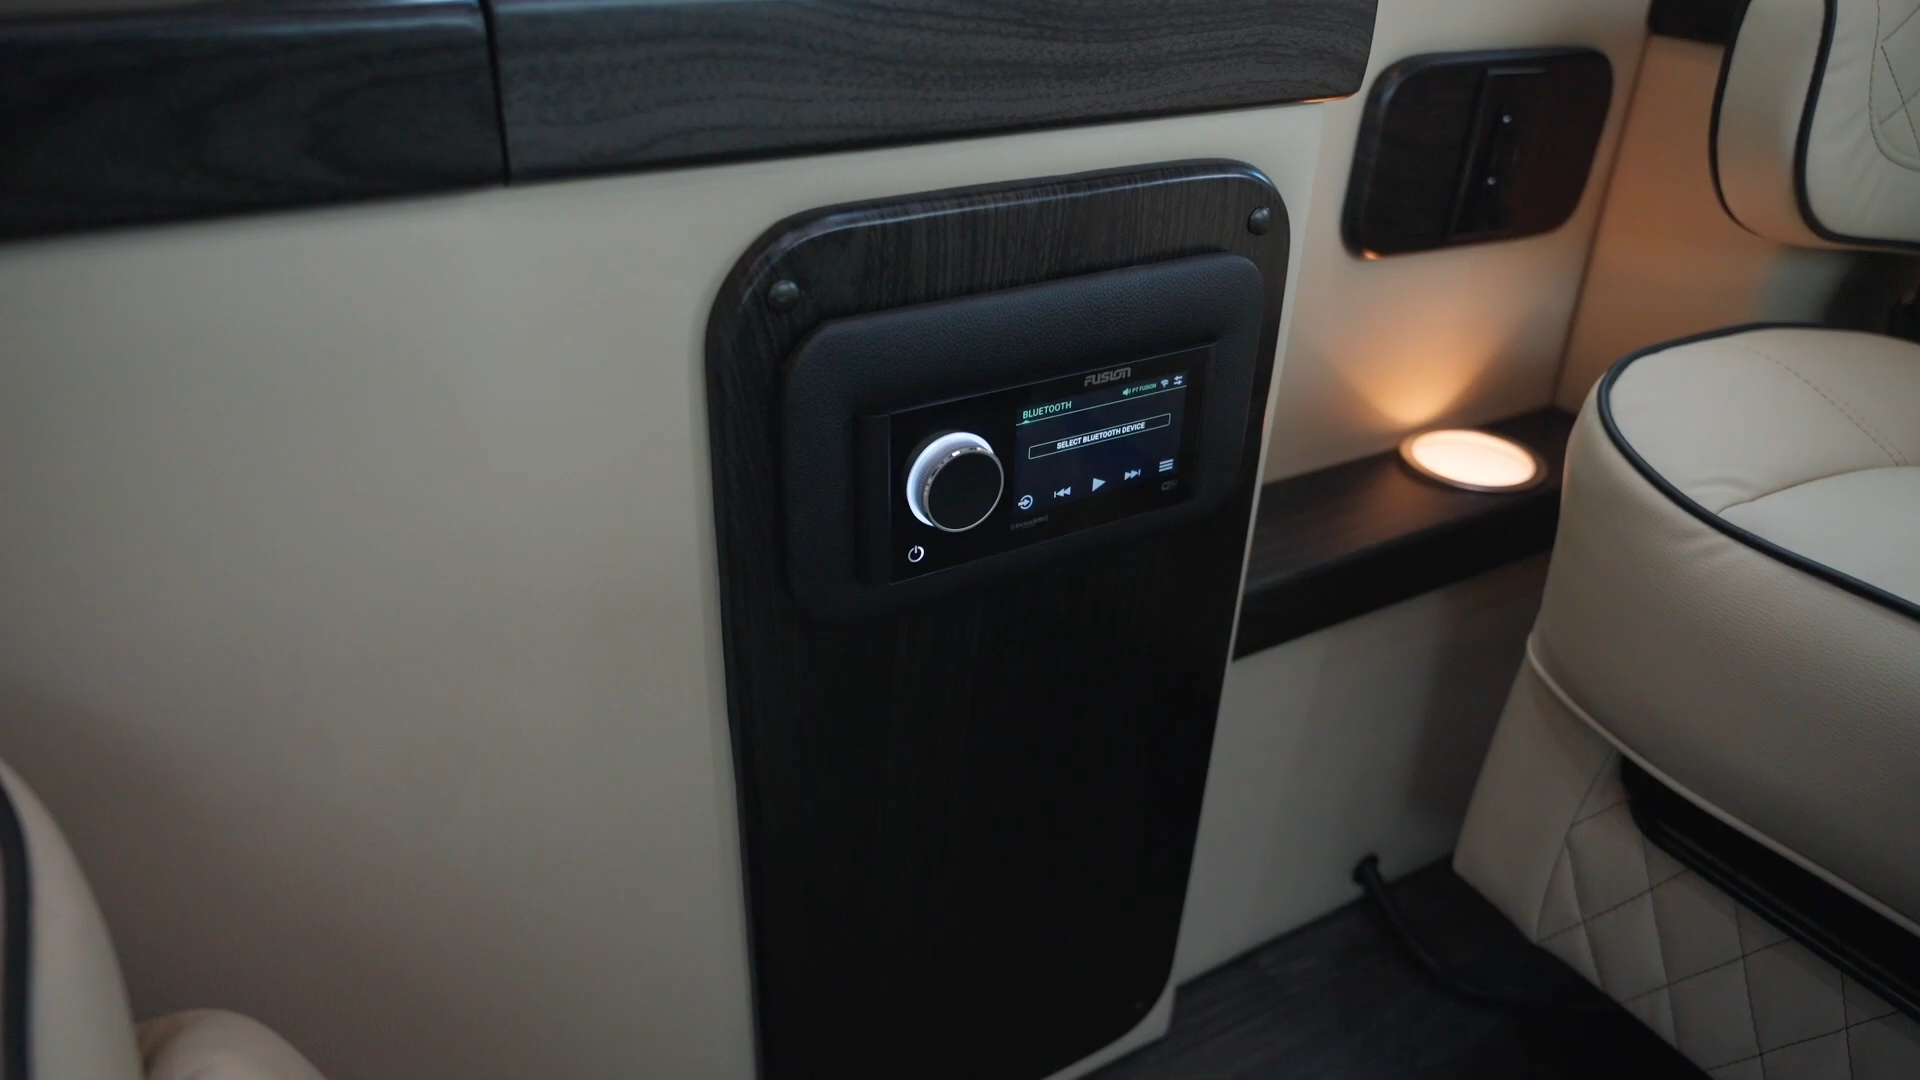 FUSION
PT FUSION
BLUETOOTH
SELECT BLUETOOTH DEVICE